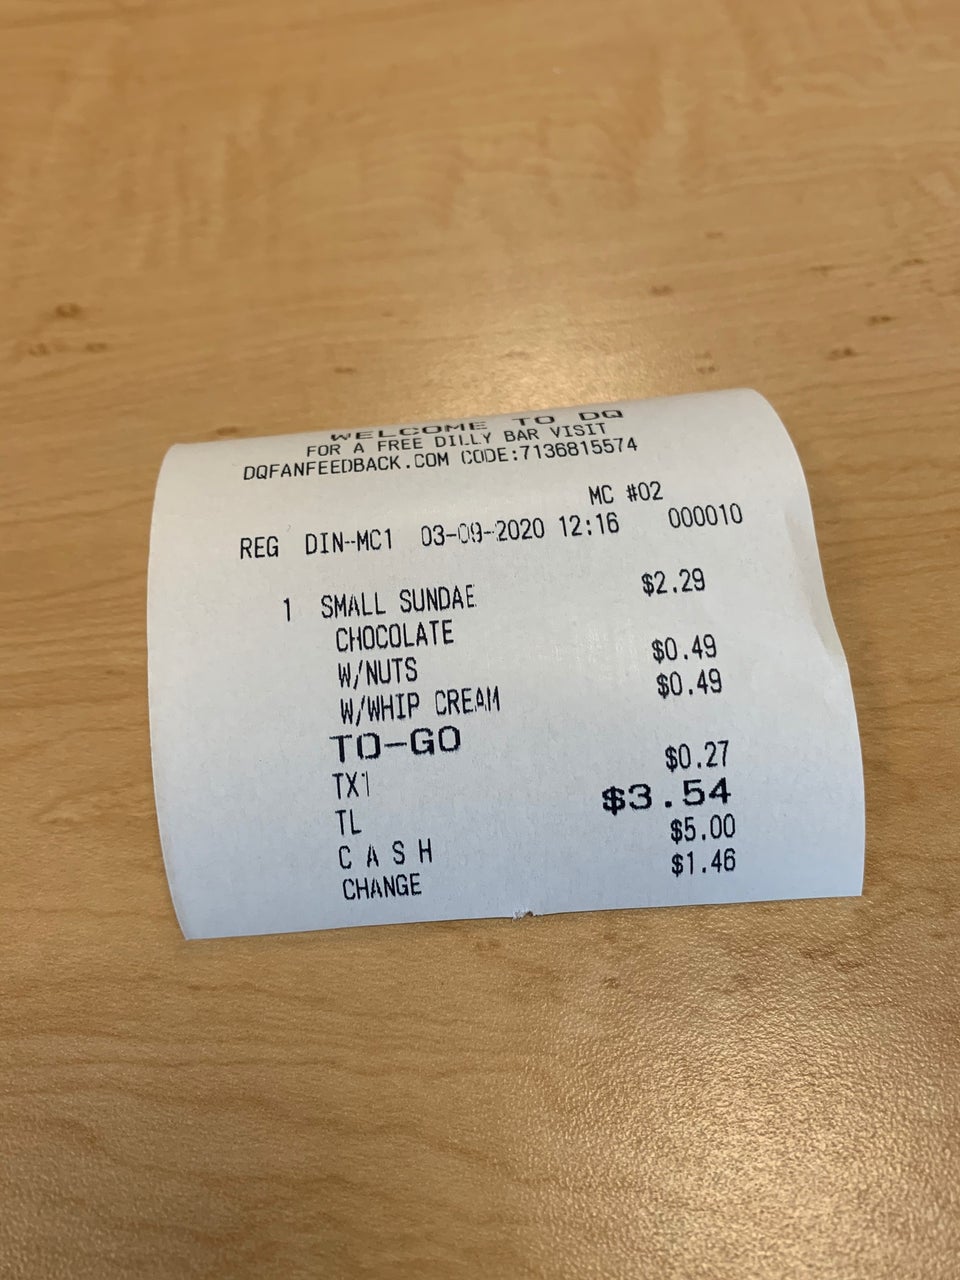 WELCOME TO DQ
FOR A FREE DILLY BAR VISIT
DQFANFEEDBACK.COM CODE:7136815574
MC #02
REG DIN-MC1 03-09-2020 12:16 000010
1 SMALL SUNDAE $2.29
CHOCOLATE
W/NUTS $0.49
W/WHIP CREAM $0.49
TO-GO
TX1 $0.27
TL $3.54
C A S H $5.00
CHANGE $1.46